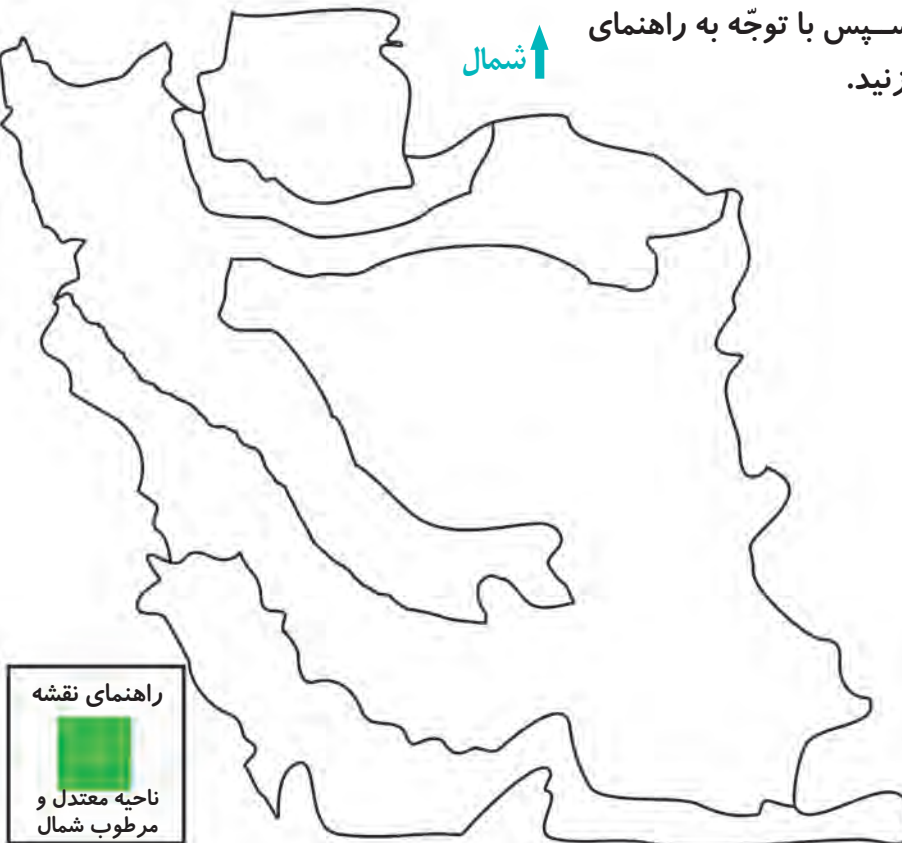 ســپس با توجّه به راهنمای
زنید.
شمال
راهنمای نقشه
ناحیه معتدل و
مرطوب شمال